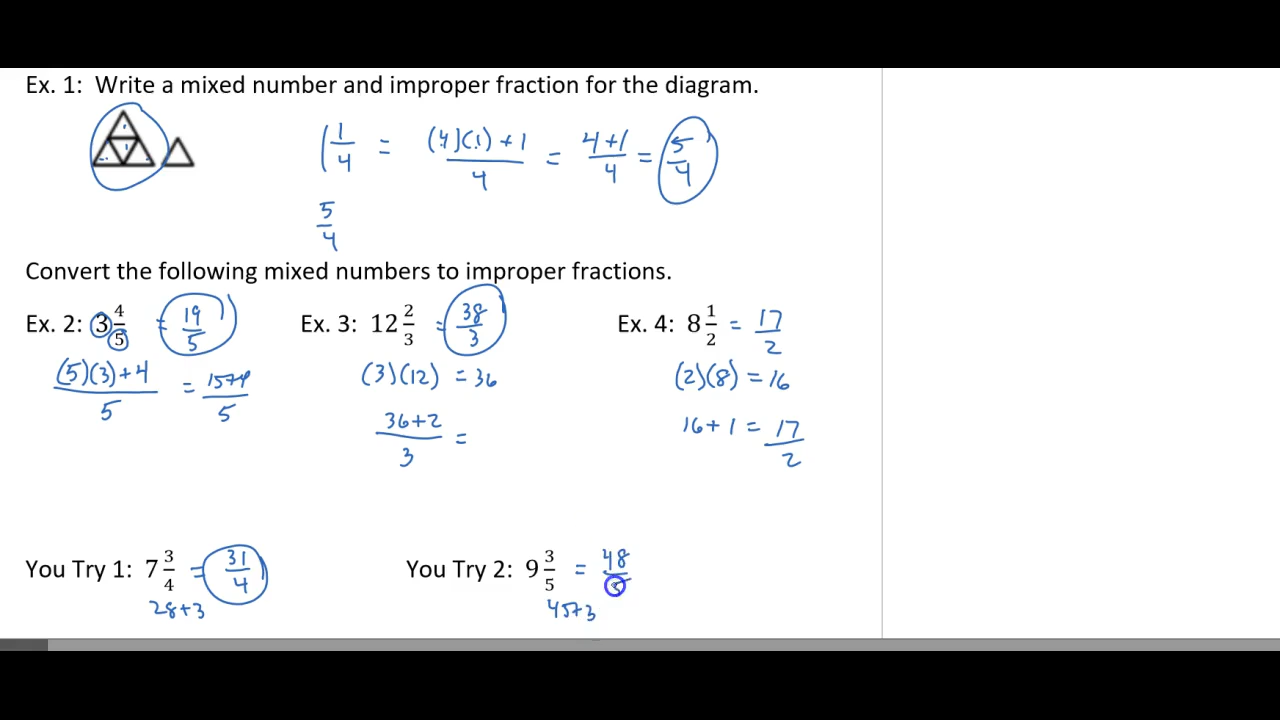 Ex. 1: Write a mixed number and improper fraction for the diagram.
1 1/4 = (4)(1)+1/4 = 4+1/4 = 5/4
5/4
Convert the following mixed numbers to improper fractions.
Ex. 2: 3 4/5 = 19/5 Ex. 3: 12 2/3 = 38/3 Ex. 4: 8 1/2 = 17/2
(5)(3)+4/5 = 15+4/5 (3)(12) = 36 (2)(8) = 16
36+2/3 = 16+1 = 17/2
You Try 1: 7 3/4 = 31/4 You Try 2: 9 3/5 = 48/5
28+3 45+3